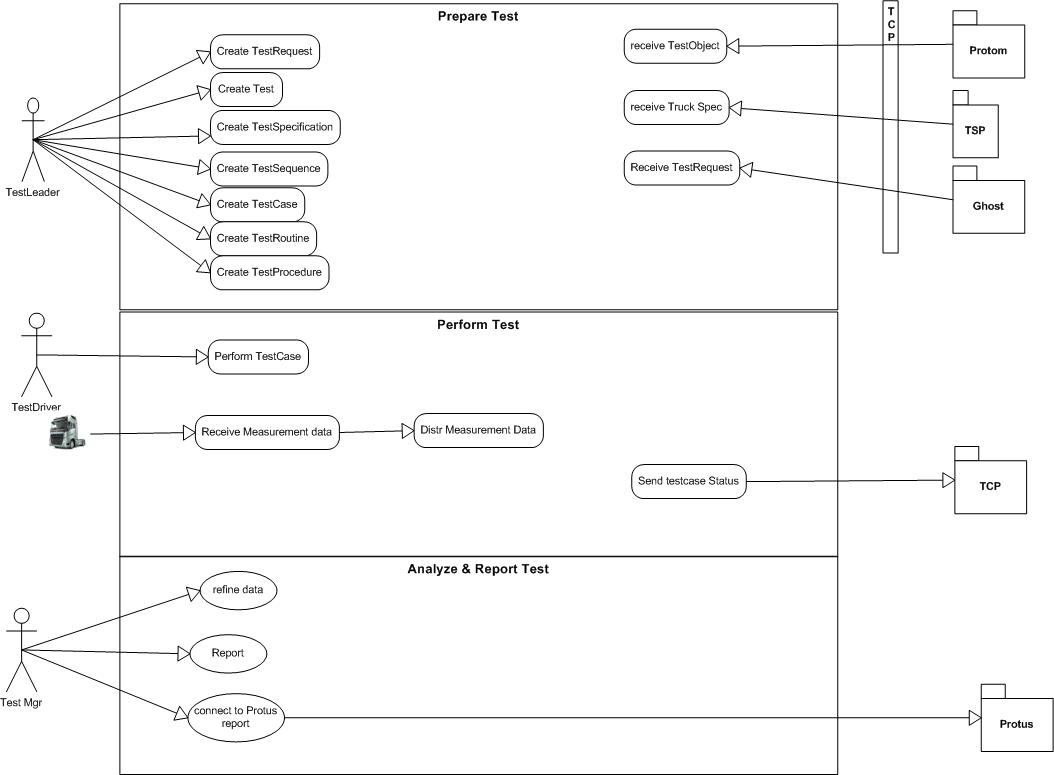 Prepare Test
T
C
P
Create TestRequest
receive TestObject
Protom
Create Test
receive Truck Spec
TSP
Create TestSpecification
Create TestSequence
Receive TestRequest
TestLeader
Create TestCase
Ghost
Create TestRoutine
Create TestProcedure
Perform Test
Perform TestCase
TestDriver
Receive Measurement data
Distr Measurement Data
Send testcase Status
TCP
Analyze & Report Test
refine data
Report
Test Mgr
connect to Protus
report
Protus